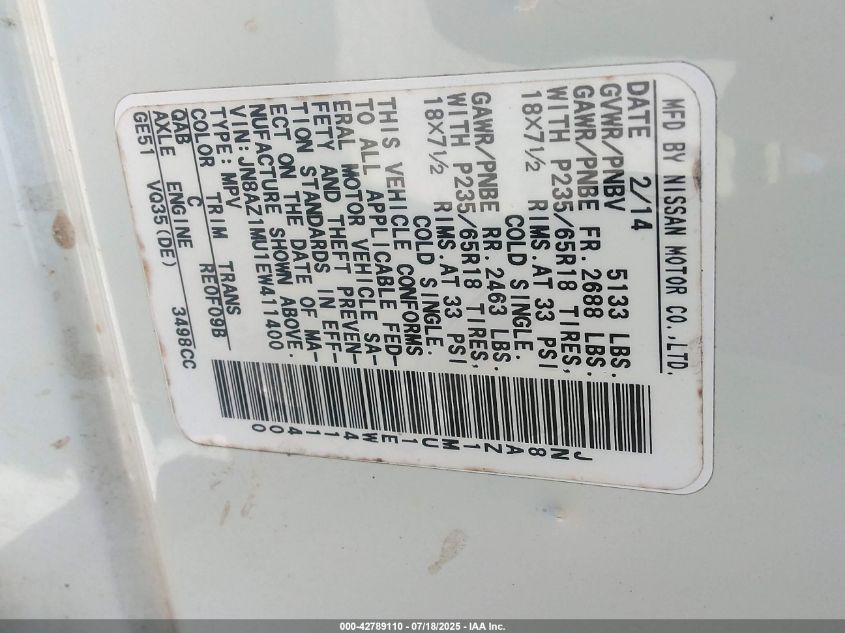 MFD BY NISSAN MOTOR CO.,LTD.
DATE 2/14
GVWR/PNBV 5133 LBS.
GAWR/PNBE FR. 2688 LBS.
WITH P235/65R18 TIRES,
18X7½ RIMS.AT 33 PSI
COLD SINGLE.
GAWR/PNBE RR. 2463 LBS.
WITH P235/65R18 TIRES,
18X7½ RIMS.AT 33 PSI
COLD SINGLE.
THIS VEHICLE CONFORMS
TO ALL APPLICABLE FED-
ERAL MOTOR VEHICLE SA-
FETY AND THEFT PREVEN-
TION STANDARDS IN EFF-
ECT ON THE DATE OF MA-
NUFACTURE SHOWN ABOVE.
VIN: JN8AZ1MU1EW411400
TYPE: MPV
COLOR TRIM TRANS
QAB C RE0F09B
AXLE ENGINE
GE51 VQ35(DE) 3498CC
JN8AZ1MU1EW411400
000-42789110 - 07/18/2025 - IAA Inc.